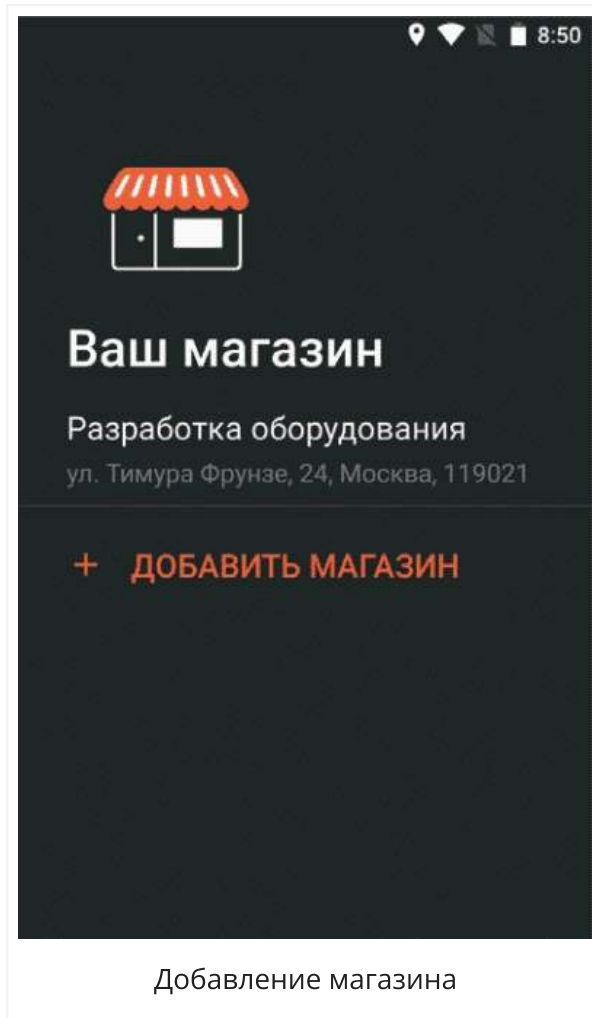 8:50
Ваш магазин
Разработка оборудования
ул. Тимура Фрунзе, 24, Москва, 119021
+ ДОБАВИТЬ МАГАЗИН
Добавление магазина